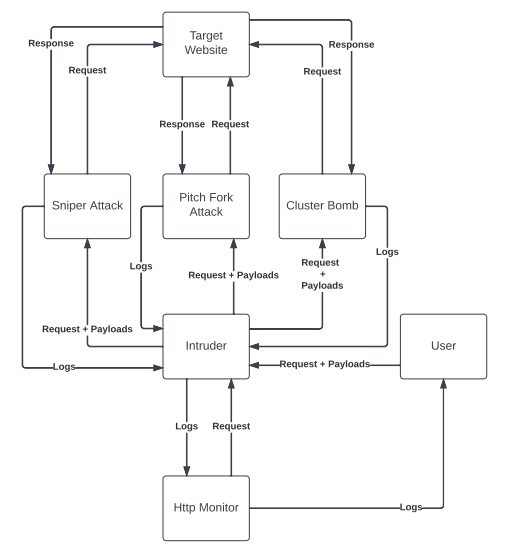 Target
Website
Response
Request
Response
Request
Response
Request
Sniper Attack
Pitch Fork
Attack
Cluster Bomb
Logs
Logs
Request + Payloads
Request
+
Payloads
Request + Payloads
Logs
Intruder
Request + Payloads
User
Logs
Request
Http Monitor
Logs